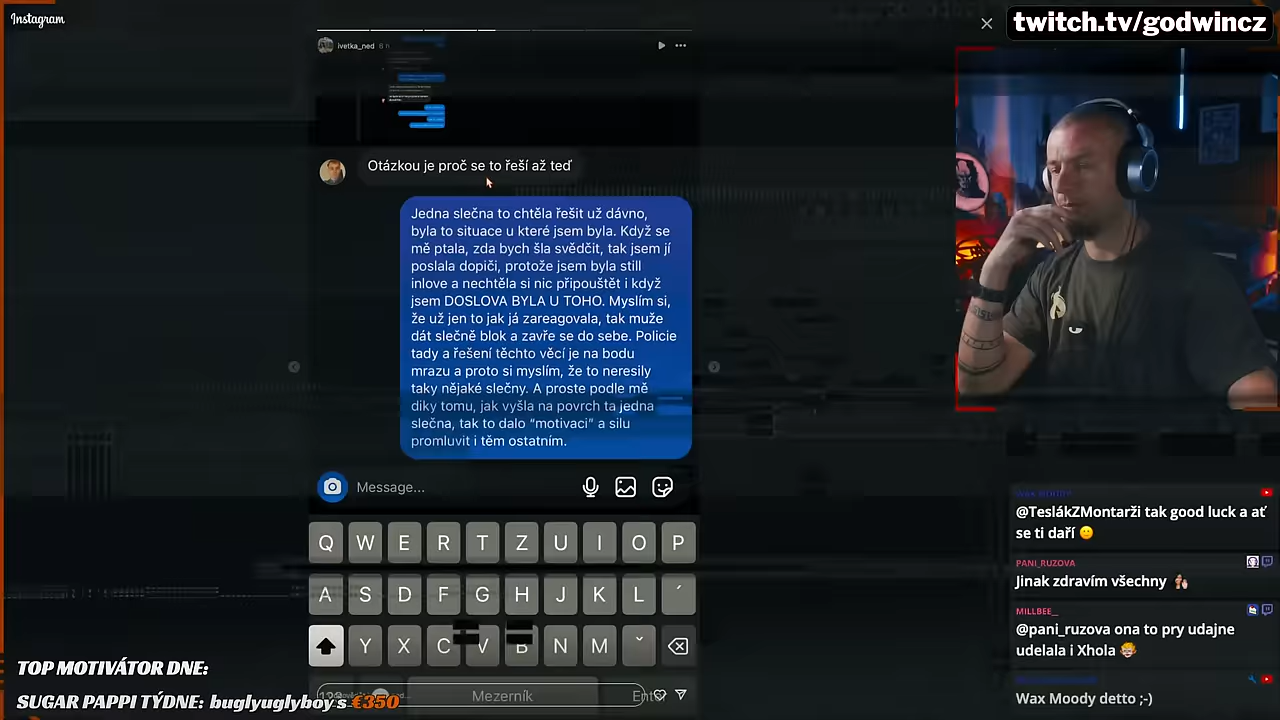 Instagram
twitch.tv/godwincz
ivetka_ned 8 h
Otázkou je proč se to řeší až teď
Jedna slečna to chtěla řešit už dávno,
byla to situace u které jsem byla. Když se
mě ptala, zda bych šla svědčit, tak jsem jí
poslala dopiči, protože jsem byla still
inlove a nechtěla si nic připouštět i když
jsem DOSLOVA BYLA U TOHO. Myslím si,
že už jen to jak já zareagovala, tak muže
dát slečně blok a zavře se do sebe. Policie
tady a řešení těchto věcí je na bodu
mrazu a proto si myslím, že to neresily
taky nějaké slečny. A proste podle mě
diky tomu, jak vyšla na povrch ta jedna
slečna, tak to dalo “motivaci” a silu
promluvit i těm ostatním.
Message...
Q W E R T Z U I O P
A S D F G H J K L ´
Y X C V B N M ˇ
Mezerník
@TeslákZMontarži tak good luck a ať
se ti daří
PANI_RUZOVA
Jinak zdravím všechny
MILLBEE_
@pani_ruzova ona to pry udajne
udelala i Xhola
Wax Moody detto ;-)
TOP MOTIVÁTOR DNE:
SUGAR PAPPI TÝDNE: buglyuglyboy's €350